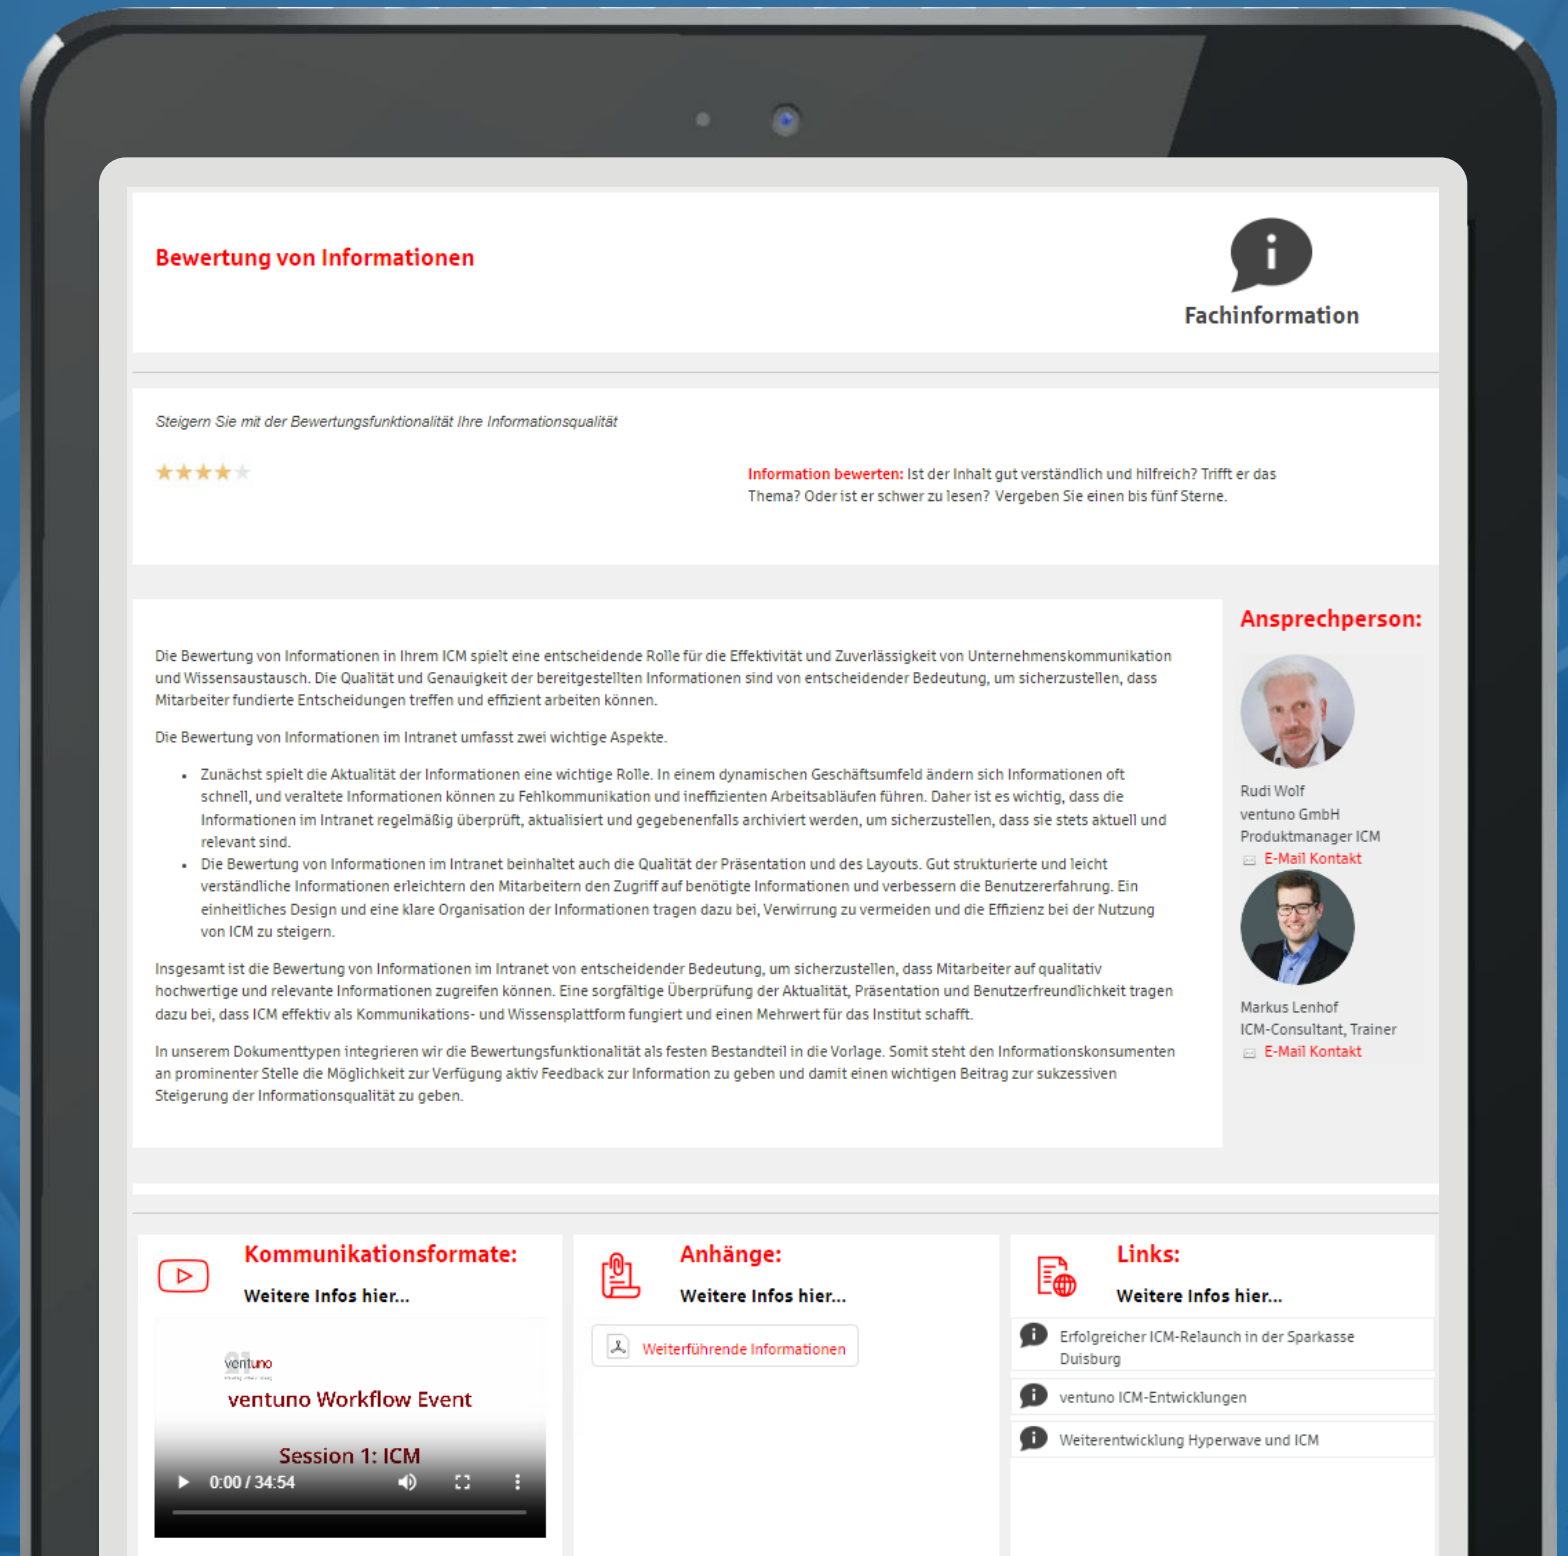 Bewertung von Informationen
Fachinformation
Steigern Sie mit der Bewertungsfunktionalität Ihre Informationsqualität
Information bewerten: Ist der Inhalt gut verständlich und hilfreich? Trifft er das
Thema? Oder ist er schwer zu lesen? Vergeben Sie einen bis fünf Sterne.
Die Bewertung von Informationen in Ihrem ICM spielt eine entscheidende Rolle für die Effektivität und Zuverlässigkeit von Unternehmenskommunikation
und Wissensaustausch. Die Qualität und Genauigkeit der bereitgestellten Informationen sind von entscheidender Bedeutung, um sicherzustellen, dass
Mitarbeiter fundierte Entscheidungen treffen und effizient arbeiten können.
Die Bewertung von Informationen im Intranet umfasst zwei wichtige Aspekte.
• Zunächst spielt die Aktualität der Informationen eine wichtige Rolle. In einem dynamischen Geschäftsumfeld ändern sich Informationen oft
schnell, und veraltete Informationen können zu Fehlkommunikation und ineffizienten Arbeitsabläufen führen. Daher ist es wichtig, dass die
Informationen im Intranet regelmäßig überprüft, aktualisiert und gegebenenfalls archiviert werden, um sicherzustellen, dass sie stets aktuell und
relevant sind.
• Die Bewertung von Informationen im Intranet beinhaltet auch die Qualität der Präsentation und des Layouts. Gut strukturierte und leicht
verständliche Informationen erleichtern den Mitarbeitern den Zugriff auf benötigte Informationen und verbessern die Benutzererfahrung. Ein
einheitliches Design und eine klare Organisation der Informationen tragen dazu bei, Verwirrung zu vermeiden und die Effizienz bei der Nutzung
von ICM zu steigern.
Insgesamt ist die Bewertung von Informationen im Intranet von entscheidender Bedeutung, um sicherzustellen, dass Mitarbeiter auf qualitativ
hochwertige und relevante Informationen zugreifen können. Eine sorgfältige Überprüfung der Aktualität, Präsentation und Benutzerfreundlichkeit tragen
dazu bei, dass ICM effektiv als Kommunikations- und Wissensplattform fungiert und einen Mehrwert für das Institut schafft.
In unserem Dokumenttypen integrieren wir die Bewertungsfunktionalität als festen Bestandteil in die Vorlage. Somit steht den Informationskonsumenten
an prominenter Stelle die Möglichkeit zur Verfügung aktiv Feedback zur Information zu geben und damit einen wichtigen Beitrag zur sukzessiven
Steigerung der Informationsqualität zu geben.
Ansprechperson:
Rudi Wolf
ventuno GmbH
Produktmanager ICM
E-Mail Kontakt
Markus Lenhof
ICM-Consultant, Trainer
E-Mail Kontakt
Kommunikationsformate:
Weitere Infos hier...
21
ventuno
ventuno Workflow Event
Session 1: ICM
0:00 / 34:54
Anhänge:
Weitere Infos hier...
Weiterführende Informationen
Links:
Weitere Infos hier...
Erfolgreicher ICM-Relaunch in der Sparkasse
Duisburg
ventuno ICM-Entwicklungen
Weiterentwicklung Hyperwave und ICM